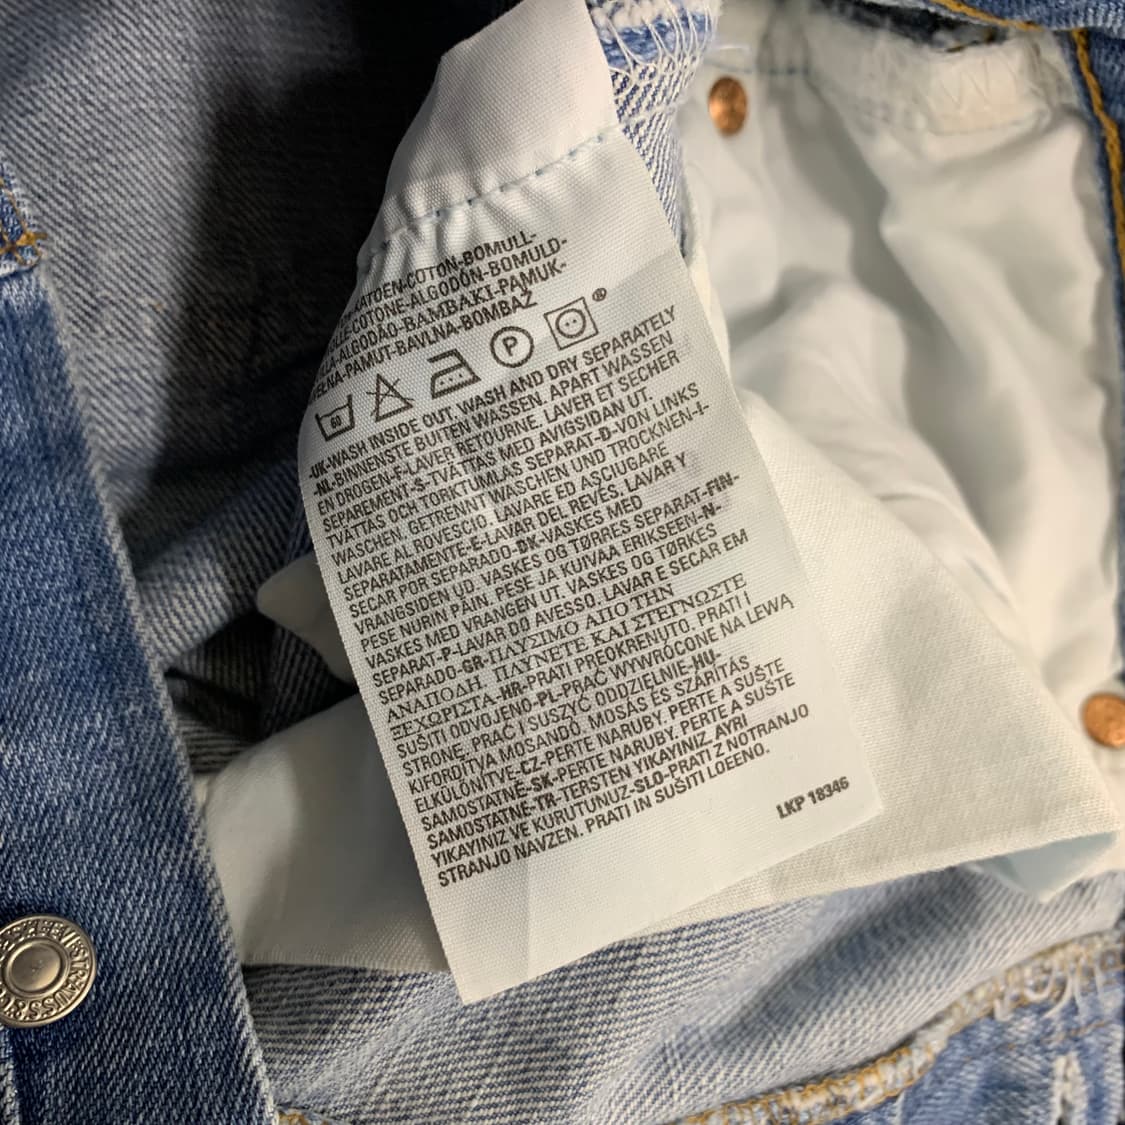 KATOEN-COTON-BOMULL-
-COTONE-ALGODÓN-BOMULD-
-ALGODÃO-ΒΑΜΒΑΚΙ-PAMUK-
-PAMUT-BAVLNA-BOMBAŽ
60 P ®
-UK-WASH INSIDE OUT, WASH AND DRY SEPARATELY
-NL-BINNENSTE BUITEN WASSEN. APART WASSEN
EN DROGEN-F-LAVER RETOURNE. LAVER ET SECHER
SEPAREMENT-S-TVÄTTAS MED AVIGSIDAN UT.
TVÄTTAS OCH TORKTUMLAS SEPARAT-D-VON LINKS
WASCHEN. GETRENNT WASCHEN UND TROCKNEN-I-
LAVARE AL ROVESCIO. LAVARE ED ASCIUGARE
SEPARATAMENTE-E-LAVAR DEL REVÉS. LAVAR Y
SECAR POR SEPARADO-DK-VASKES MED
VRANGSIDEN UD. VASKES OG TØRRES SEPARAT-FIN-
PESE NURIN PÄIN. PESE JA KUIVAA ERIKSEEN-N-
VASKES MED VRANGEN UT. VASKES OG TØRKES
SEPARAT-P-LAVAR DO AVESSO. LAVAR E SECAR EM
SEPARADO-GR-ΠΛΥΣΙΜΟ ΑΠΟ ΤΗΝ
ΑΝΑΠΟΔΗ. ΠΛΥΝΕΤΕ ΚΑΙ ΣΤΕΓΝΩΣΤΕ
ΞΕΧΩΡΙΣΤΑ-HR-PRATI PREOKRENUTO. PRATI I
SUŠITI ODVOJENO-PL-PRAĆ WYWRÓCONE NA LEWĄ
STRONĘ. PRAĆ I SUSZYĆ ODDZIELNIE-HU-
KIFORDÍTVA MOSANDÓ. MOSÁS ÉS SZÁRÍTÁS
ELKÜLÖNÍTVE-CZ-PERTE NARUBY. PERTE A SUŠTE
SAMOSTATNĚ-SK-PERTE NARUBY. PERTE A SUŠTE
SAMOSTATNE-TR-TERSTEN YIKAYINIZ. AYRI
YIKAYINIZ VE KURUTUNUZ-SLO-PRATI Z NOTRANJO
STRANJO NAVZEN. PRATI IN SUŠITI LOEENO.
LKP 18346